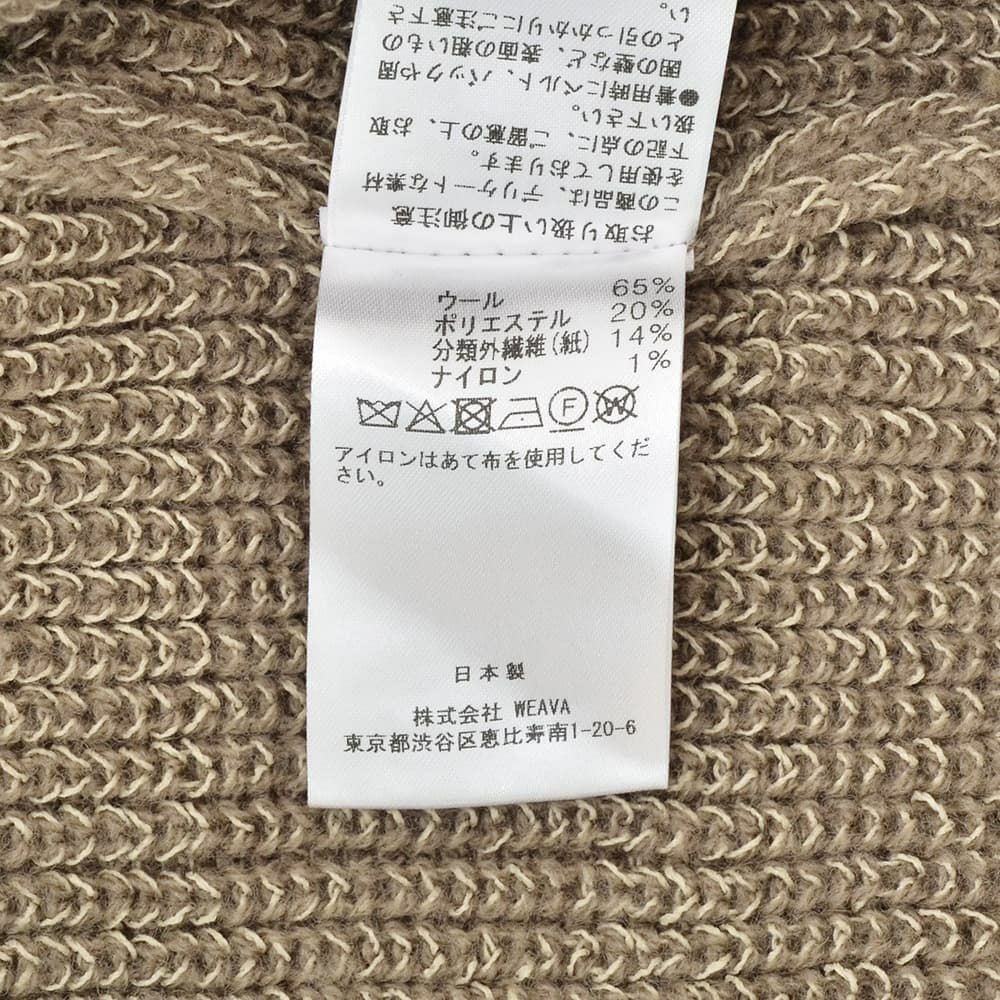 お取り扱い上の御注意
この商品は、デリケートな素材
を使用しております。
下記の点に、ご留意の上、お取
扱い下さい。
●着用時にベルト、バックや周
囲の壁など、表面の粗いもの
との引っかかりにご注意下さ
い。
ウール 65%
ポリエステル 20%
分類外繊維(紙) 14%
ナイロン 1%
F W
アイロンはあて布を使用してくだ
さい。
日本製
株式会社 WEAVA
東京都渋谷区恵比寿南1-20-6